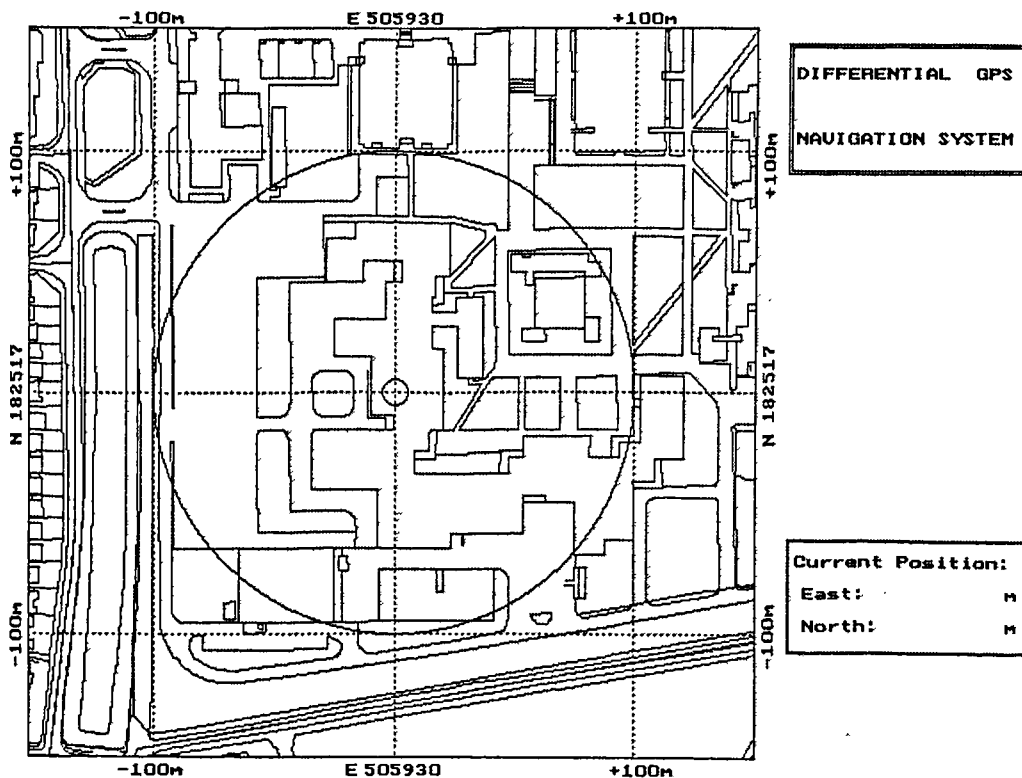 -100m E 505930 +100m
DIFFERENTIAL GPS
NAVIGATION SYSTEM
+100m
+100m
N 182517
N 182517
Current Position:
East: M
North: M
-100m
-100m
-100m E 505930 +100m